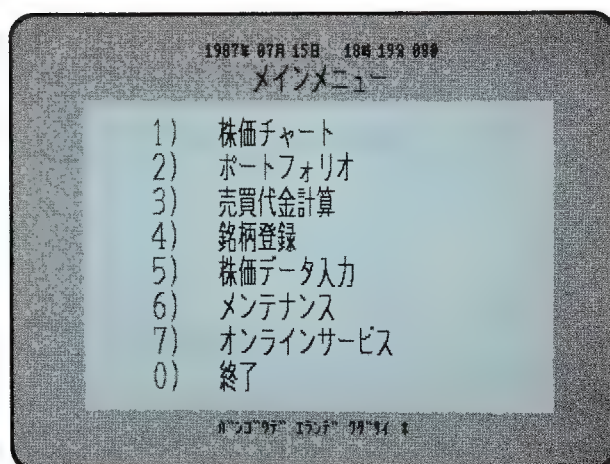 1987年 07月 15日 18時 19分 09秒
メインメニュー
1) 株価チャート
2) ポートフォリオ
3) 売買代金計算
4) 銘柄登録
5) 株価データ入力
6) メンテナンス
7) オンラインサービス
0) 終了
バンゴウデ エランデ クダサイ